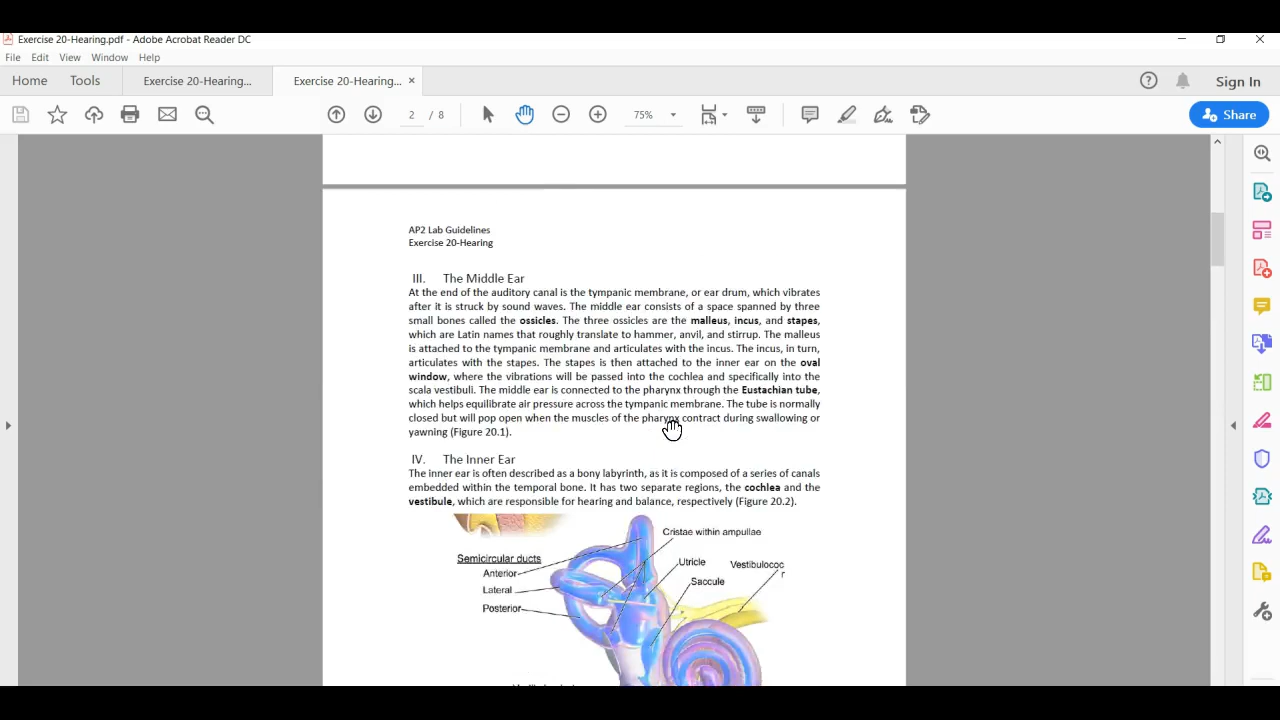 Exercise 20-Hearing.pdf - Adobe Acrobat Reader DC
File Edit View Window Help
Home Tools Exercise 20-Hearing... Exercise 20-Hearing... × Sign In
2 / 8 75% Share
AP2 Lab Guidelines
Exercise 20-Hearing
III. The Middle Ear
At the end of the auditory canal is the tympanic membrane, or ear drum, which vibrates
after it is struck by sound waves. The middle ear consists of a space spanned by three
small bones called the ossicles. The three ossicles are the malleus, incus, and stapes,
which are Latin names that roughly translate to hammer, anvil, and stirrup. The malleus
is attached to the tympanic membrane and articulates with the incus. The incus, in turn,
articulates with the stapes. The stapes is then attached to the inner ear on the oval
window, where the vibrations will be passed into the cochlea and specifically into the
scala vestibuli. The middle ear is connected to the pharynx through the Eustachian tube,
which helps equilibrate air pressure across the tympanic membrane. The tube is normally
closed but will pop open when the muscles of the pharynx contract during swallowing or
yawning (Figure 20.1).
IV. The Inner Ear
The inner ear is often described as a bony labyrinth, as it is composed of a series of canals
embedded within the temporal bone. It has two separate regions, the cochlea and the
vestibule, which are responsible for hearing and balance, respectively (Figure 20.2).
Cristae within ampullae
Semicircular ducts
Utricle
Vestibulococ
r
Anterior
Saccule
Lateral
Posterior